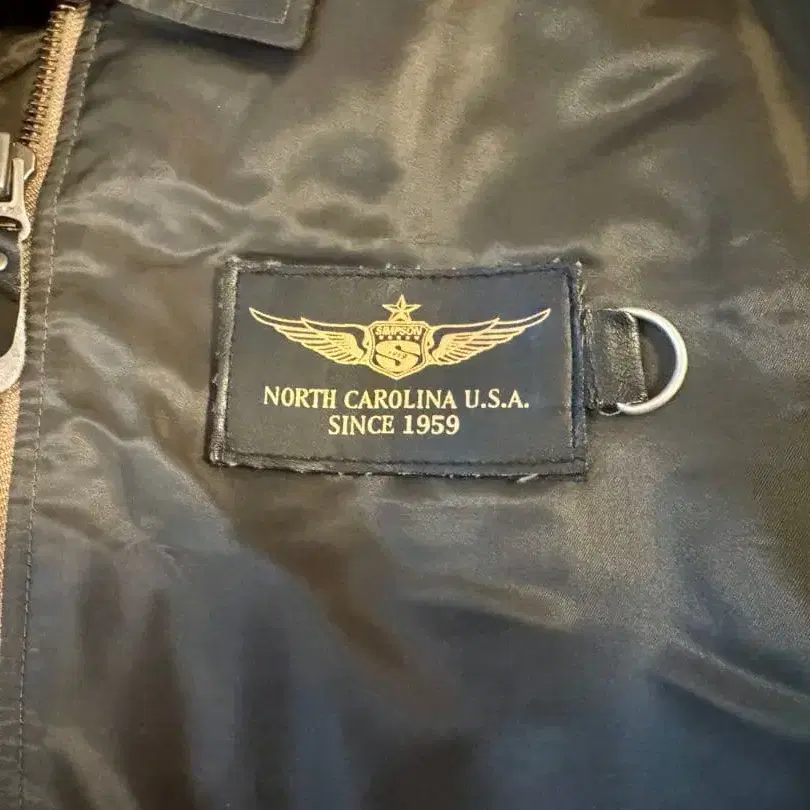 SIMPSON
S
NORTH CAROLINA U.S.A.
SINCE 1959